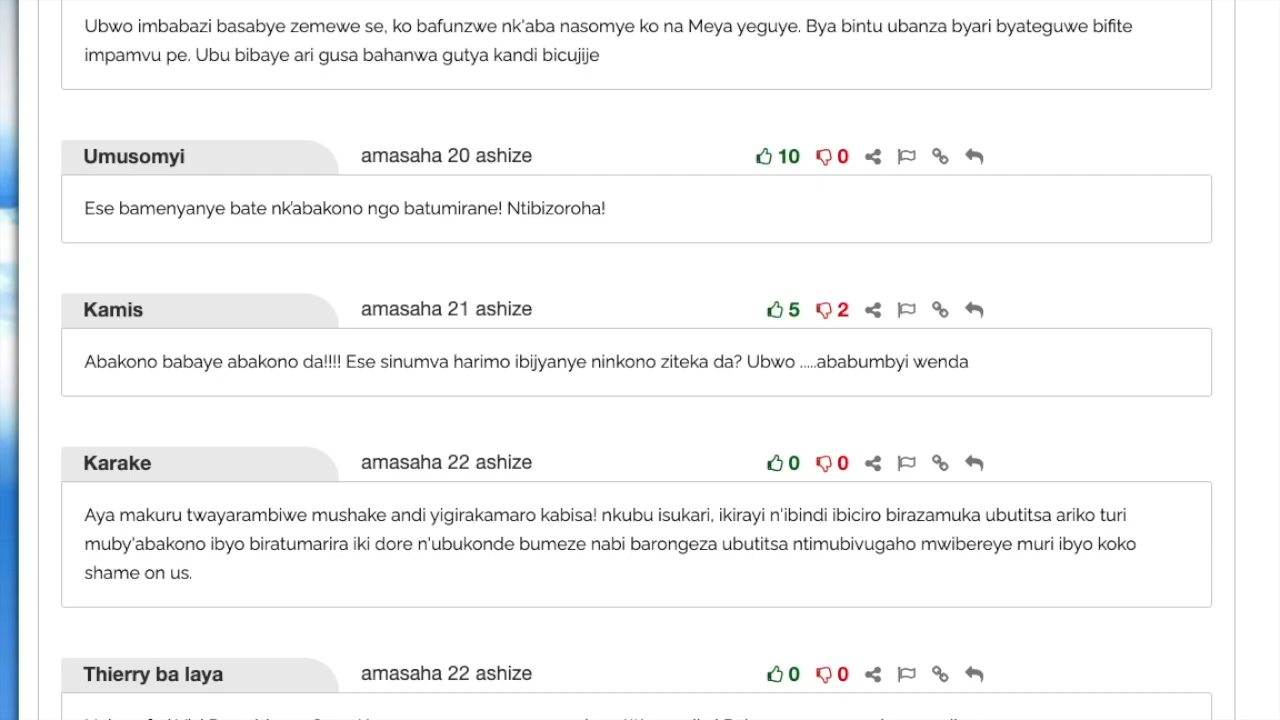 Ubwo imbabazi basabye zemewe se, ko bafunzwe nk'aba nasomye ko na Meya yeguye. Bya bintu ubanza byari byateguwe bifite
impamvu pe. Ubu bibaye ari gusa bahanwa gutya kandi bicujije
Umusomyi amasaha 20 ashize 10 0
Ese bamenyanye bate nk'abakono ngo batumirane! Ntibizoroha!
Kamis amasaha 21 ashize 5 2
Abakono babaye abakono da!!!! Ese sinumva harimo ibijyanye ninkono ziteka da? Ubwo .....ababumbyi wenda
Karake amasaha 22 ashize 0 0
Aya makuru twayarambiwe mushake andi yigirakamaro kabisa! nkubu isukari, ikirayi n'ibindi ibiciro birazamuka ubutitsa ariko turi
muby'abakono ibyo biratumarira iki dore n'ubukonde bumeze nabi barongeza ubutitsa ntimubivugaho mwibereye muri ibyo koko
shame on us.
Thierry ba laya amasaha 22 ashize 0 0